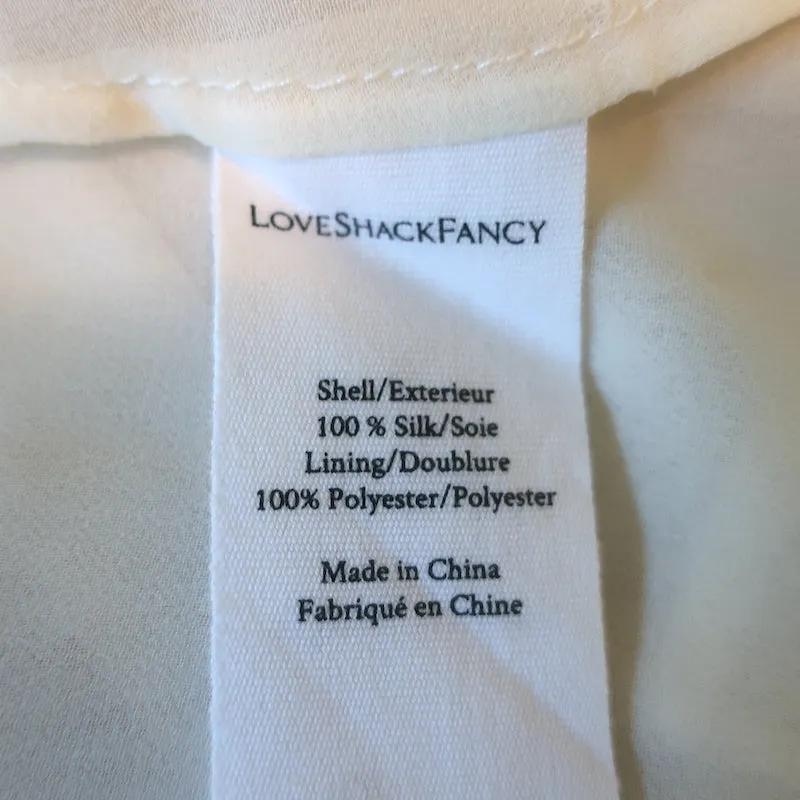 LoveShackFancy
Shell/Exterieur
100 % Silk/Soie
Lining/Doublure
100% Polyester/Polyester
Made in China
Fabriqué en Chine